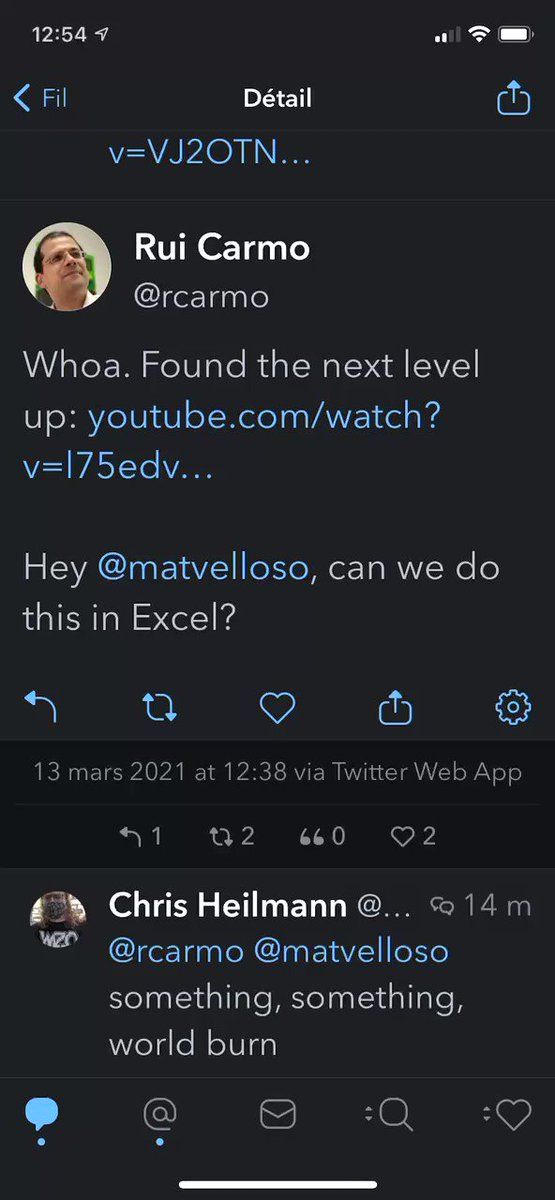 12:54
Fil
Détail
v=VJ2OTN...
Rui Carmo
@rcarmo
Whoa. Found the next level
up: youtube.com/watch?
v=l75edv...
Hey @matvelloso, can we do
this in Excel?
13 mars 2021 at 12:38 via Twitter Web App
1 2 0 2
Chris Heilmann @... 14 m
@rcarmo @matvelloso
something, something,
world burn